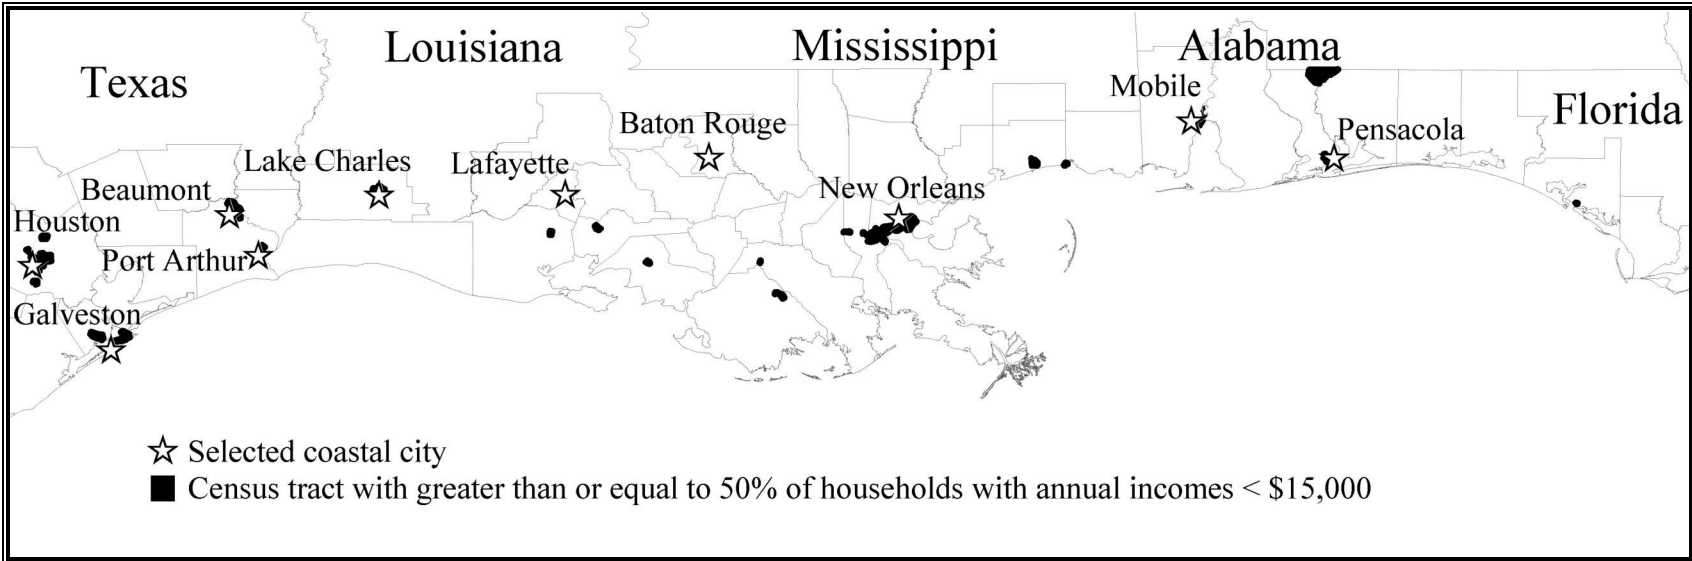 Texas
Louisiana
Mississippi
Alabama
Florida
Mobile
Pensacola
Baton Rouge
Lake Charles
Lafayette
Beaumont
New Orleans
Houston
Port Arthur
Galveston
Selected coastal city
Census tract with greater than or equal to 50% of households with annual incomes < $15,000